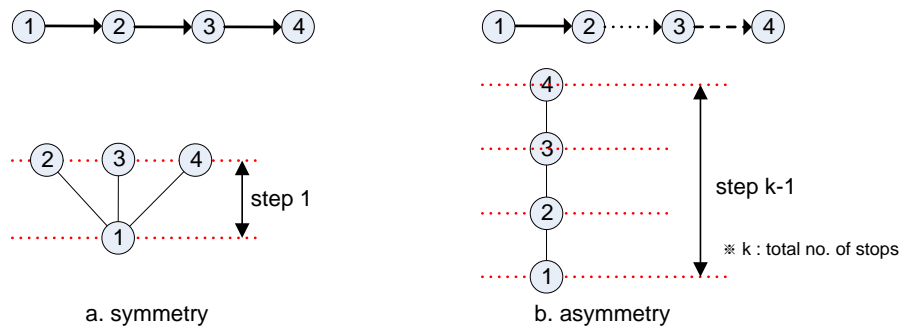 1 2 3 4
2 3 4
step 1
1
a. symmetry
1 2 3 4
4
3
step k-1
2
※ k : total no. of stops
1
b. asymmetry